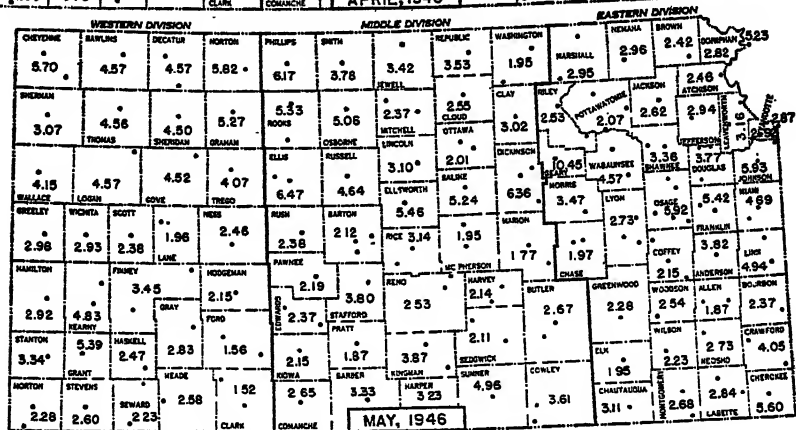 CLARK COMANCHE APRIL, 1946
WESTERN DIVISION MIDDLE DIVISION EASTERN DIVISION
CHEYENNE RAWLINS DECATUR NORTON PHILLIPS SMITH REPUBLIC WASHINGTON NEMAHA BROWN DONIPHAN 5.23
5.70 4.57 4.57 5.82 6.17 3.78 3.42 3.53 1.95 MARSHALL 2.96 2.42 2.82
JEWELL 2.95
SHERMAN 5.33 2.55 CLAY RILEY POTTAWATOMIE JACKSON 2.46
3.07 4.56 4.50 5.27 ROOKS 5.06 2.37 CLOUD 3.02 2.53 2.07 2.62 ATCHSON
THOMAS SHERIDAN GRAHAM OSBORNE MITCHELL OTTAWA 2.94 LEAVENWORTH 3.16 WYANDOTTE 2.87
ELLIS RUSSELL LINCOLN 2.01 DICKINSON 10.45 WABAUNSEE 3.36 JEFFERSON 3.77
4.15 4.57 4.52 4.07 6.47 4.64 3.10 SALINE GEARY 4.57 SHAWNEE DOUGLAS 5.93
WALLACE LOGAN GOVE TREGO ELLSWORTH 5.24 6.36 MORRIS LYON OSAGE JOHNSON
GREELEY WICHITA SCOTT NESS RUSH BARTON 5.46 3.47 5.92 5.42 MIAMI
2.98 2.93 2.38 1.96 2.46 2.38 2.12 RICE 3.14 1.95 MARION 2.73 FRANKLIN 4.69
LANE PAWNEE MC PHERSON 1.77 1.97 COFFEY 3.82 LINN
HAMILTON FINNEY HODGEMAN 2.19 RENO HARVEY CHASE 2.15 ANDERSON 4.94
3.45 2.15 3.80 2.14 BUTLER GREENWOOD WOODSON ALLEN BOURBON
2.92 4.83 GRAY EDWARDS 2.37 STAFFORD 2.53 2.67 2.28 2.54 1.87 2.37
KEARNY FORD
STANTON 5.39 HASKELL PRATT 2.11 WILSON CRAWFORD
3.34 2.47 2.83 1.56 2.15 1.87 3.87 SEDGWICK ELK 2.23 2.73 4.05
GRANT MEADE KIOWA BARBER KINGMAN SUMNER COWLEY 1.95 NEOSHO
MORTON STEVENS 1.52 2.65 3.33 HARPER 4.96 CHAUTAUQUA MONTGOMERY CHERKEE
2.28 2.60 SEWARD 2.23 2.58 3.23 3.61 3.11 2.68 2.84 5.60
CLARK COMANCHE MAY, 1946 LABETTE